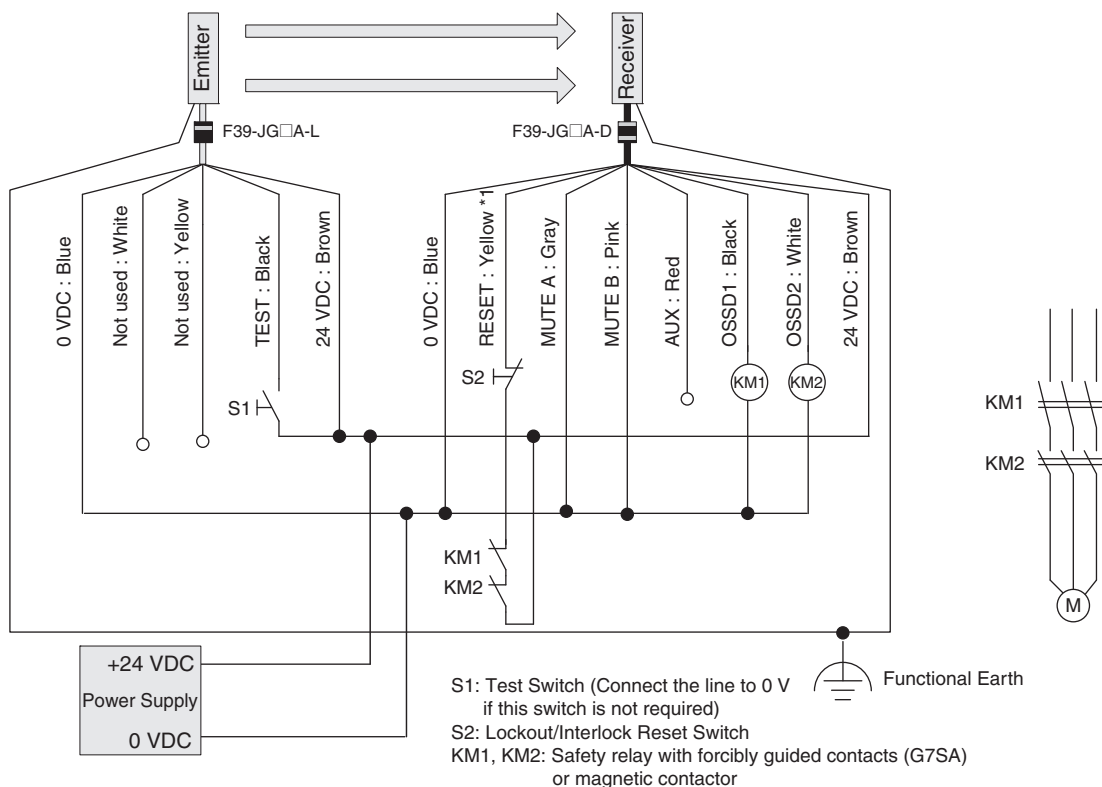 Emitter
Receiver
F39-JG□A-L
F39-JG□A-D
0 VDC : Blue
Not used : White
Not used : Yellow
TEST : Black
24 VDC : Brown
0 VDC : Blue
RESET : Yellow *1
MUTE A : Gray
MUTE B : Pink
AUX : Red
OSSD1 : Black
OSSD2 : White
24 VDC : Brown
S1
S2
KM1
KM2
KM1
KM2
KM1
KM2
M
+24 VDC
Power Supply
0 VDC
Functional Earth
S1: Test Switch (Connect the line to 0 V
if this switch is not required)
S2: Lockout/Interlock Reset Switch
KM1, KM2: Safety relay with forcibly guided contacts (G7SA)
or magnetic contactor